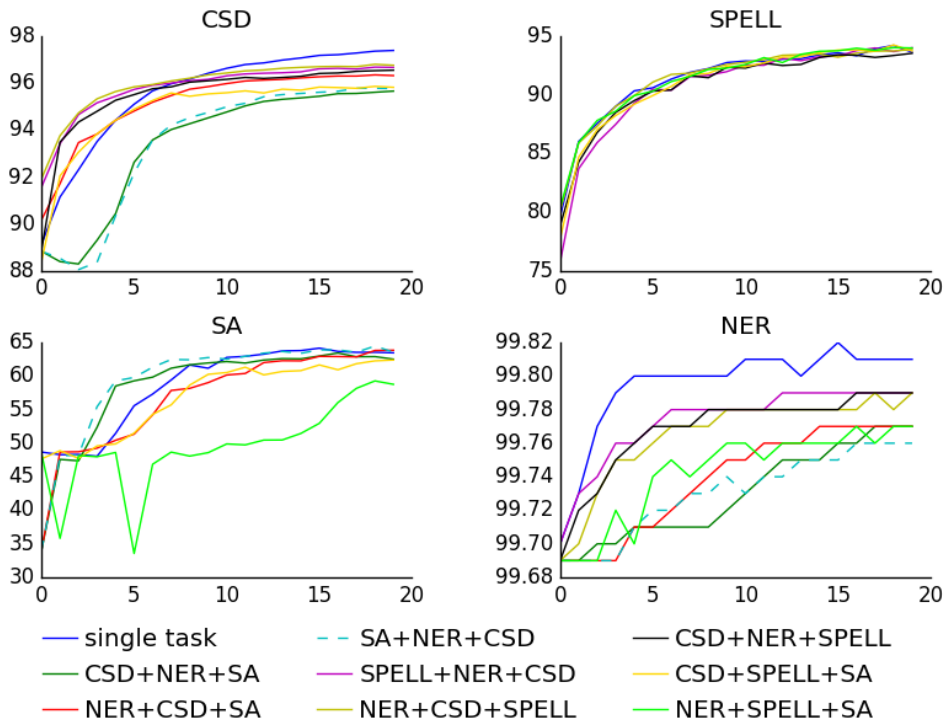 CSD SPELL
98 95
96 90
94 85
92 80
90 75
88
0 5 10 15 20 0 5 10 15 20
SA NER
65 99.82
60 99.80
55 99.78
50 99.76
45 99.74
40 99.72
35 99.70
30 99.68
0 5 10 15 20 0 5 10 15 20
single task SA+NER+CSD CSD+NER+SPELL
CSD+NER+SA SPELL+NER+CSD CSD+SPELL+SA
NER+CSD+SA NER+CSD+SPELL NER+SPELL+SA